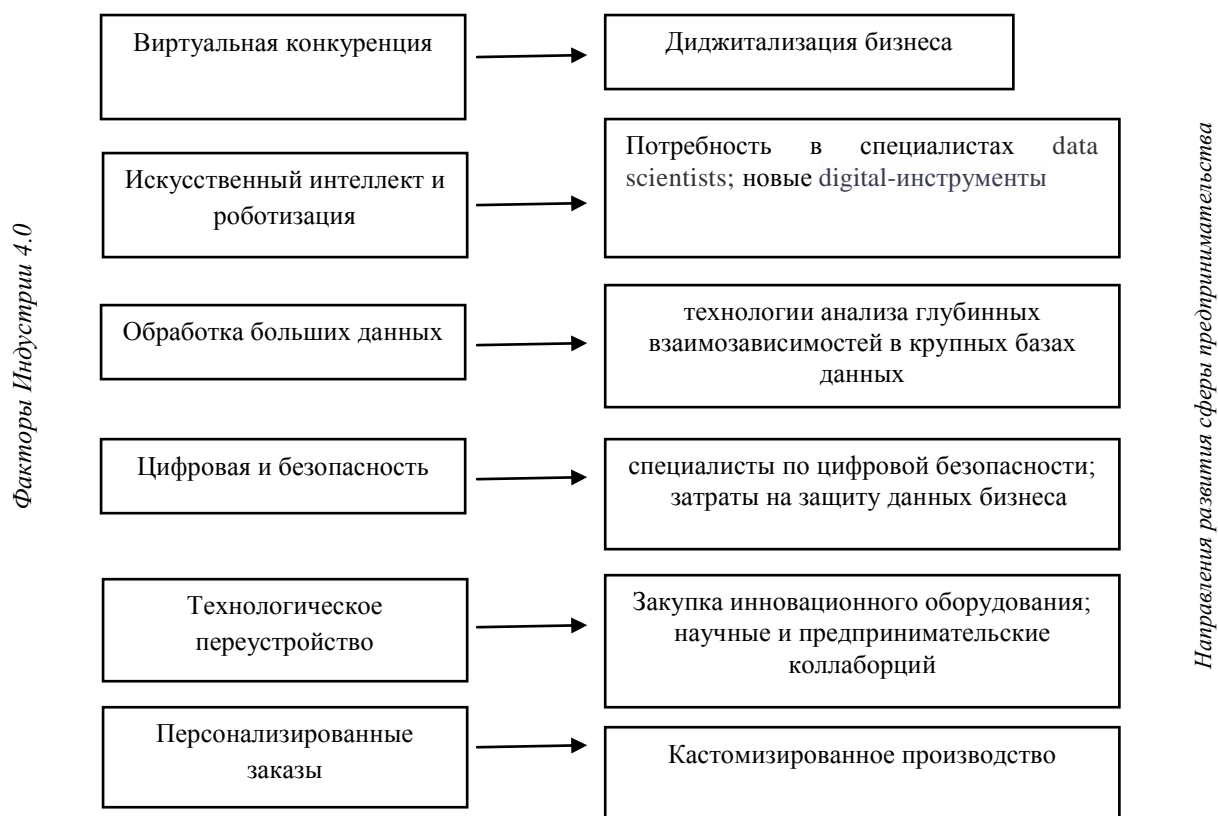 Факторы Индустрии 4.0
Виртуальная конкуренция
Диджитализация бизнеса
Искусственный интеллект и
роботизация
Потребность в специалистах data
scientists; новые digital-инструменты
Обработка больших данных
технологии анализа глубинных
взаимозависимостей в крупных базах
данных
Цифровая и безопасность
специалисты по цифровой безопасности;
затраты на защиту данных бизнеса
Технологическое
переустройство
Закупка инновационного оборудования;
научные и предпринимательские
коллаборций
Персонализированные
заказы
Кастомизированное производство
Направления развития сферы предпринимательства